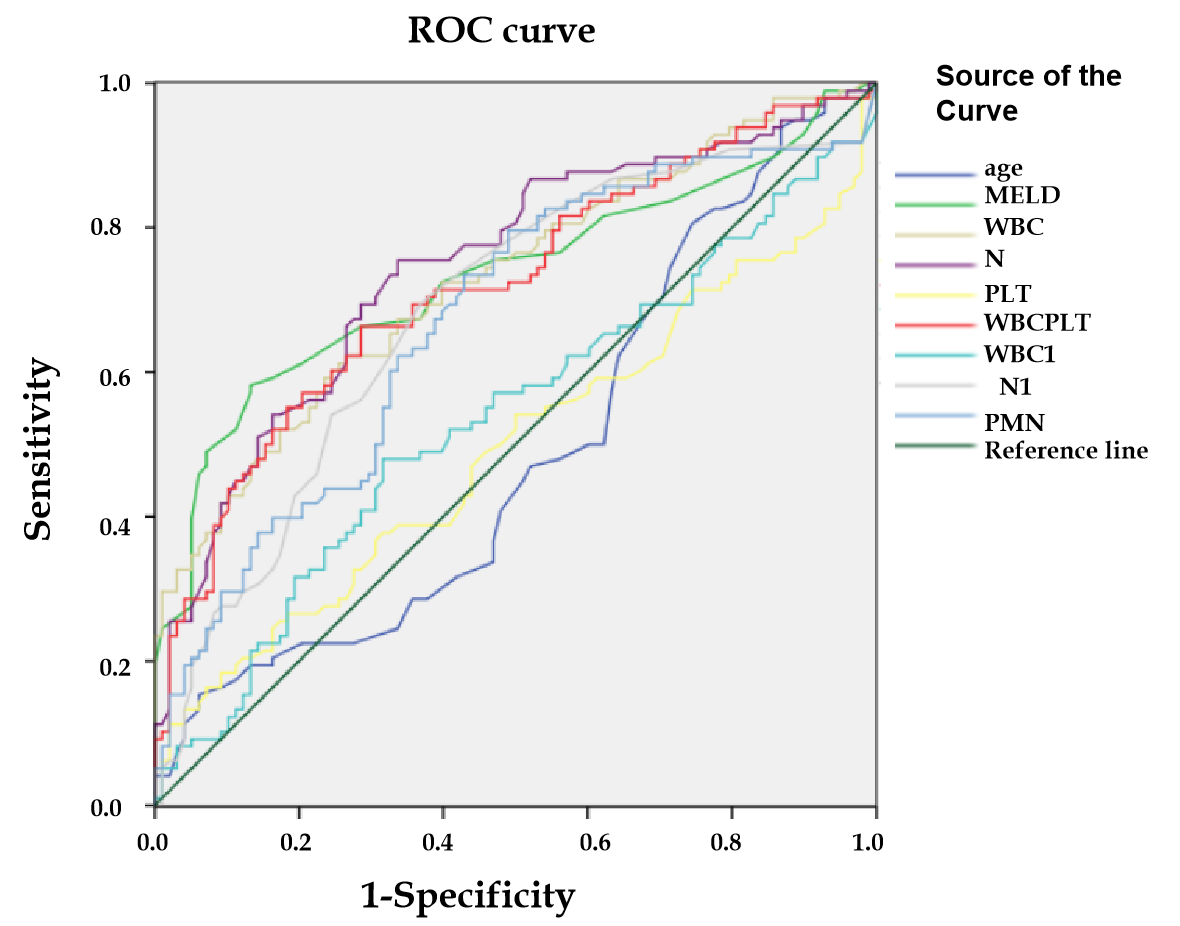 ROC curve
Source of the
Curve
age
MELD
WBC
N
PLT
WBCPLT
WBC1
N1
PMN
Reference line
1.0
0.8
0.6
0.4
0.2
0.0
Sensitivity
0.0 0.2 0.4 0.6 0.8 1.0
1-Specificity